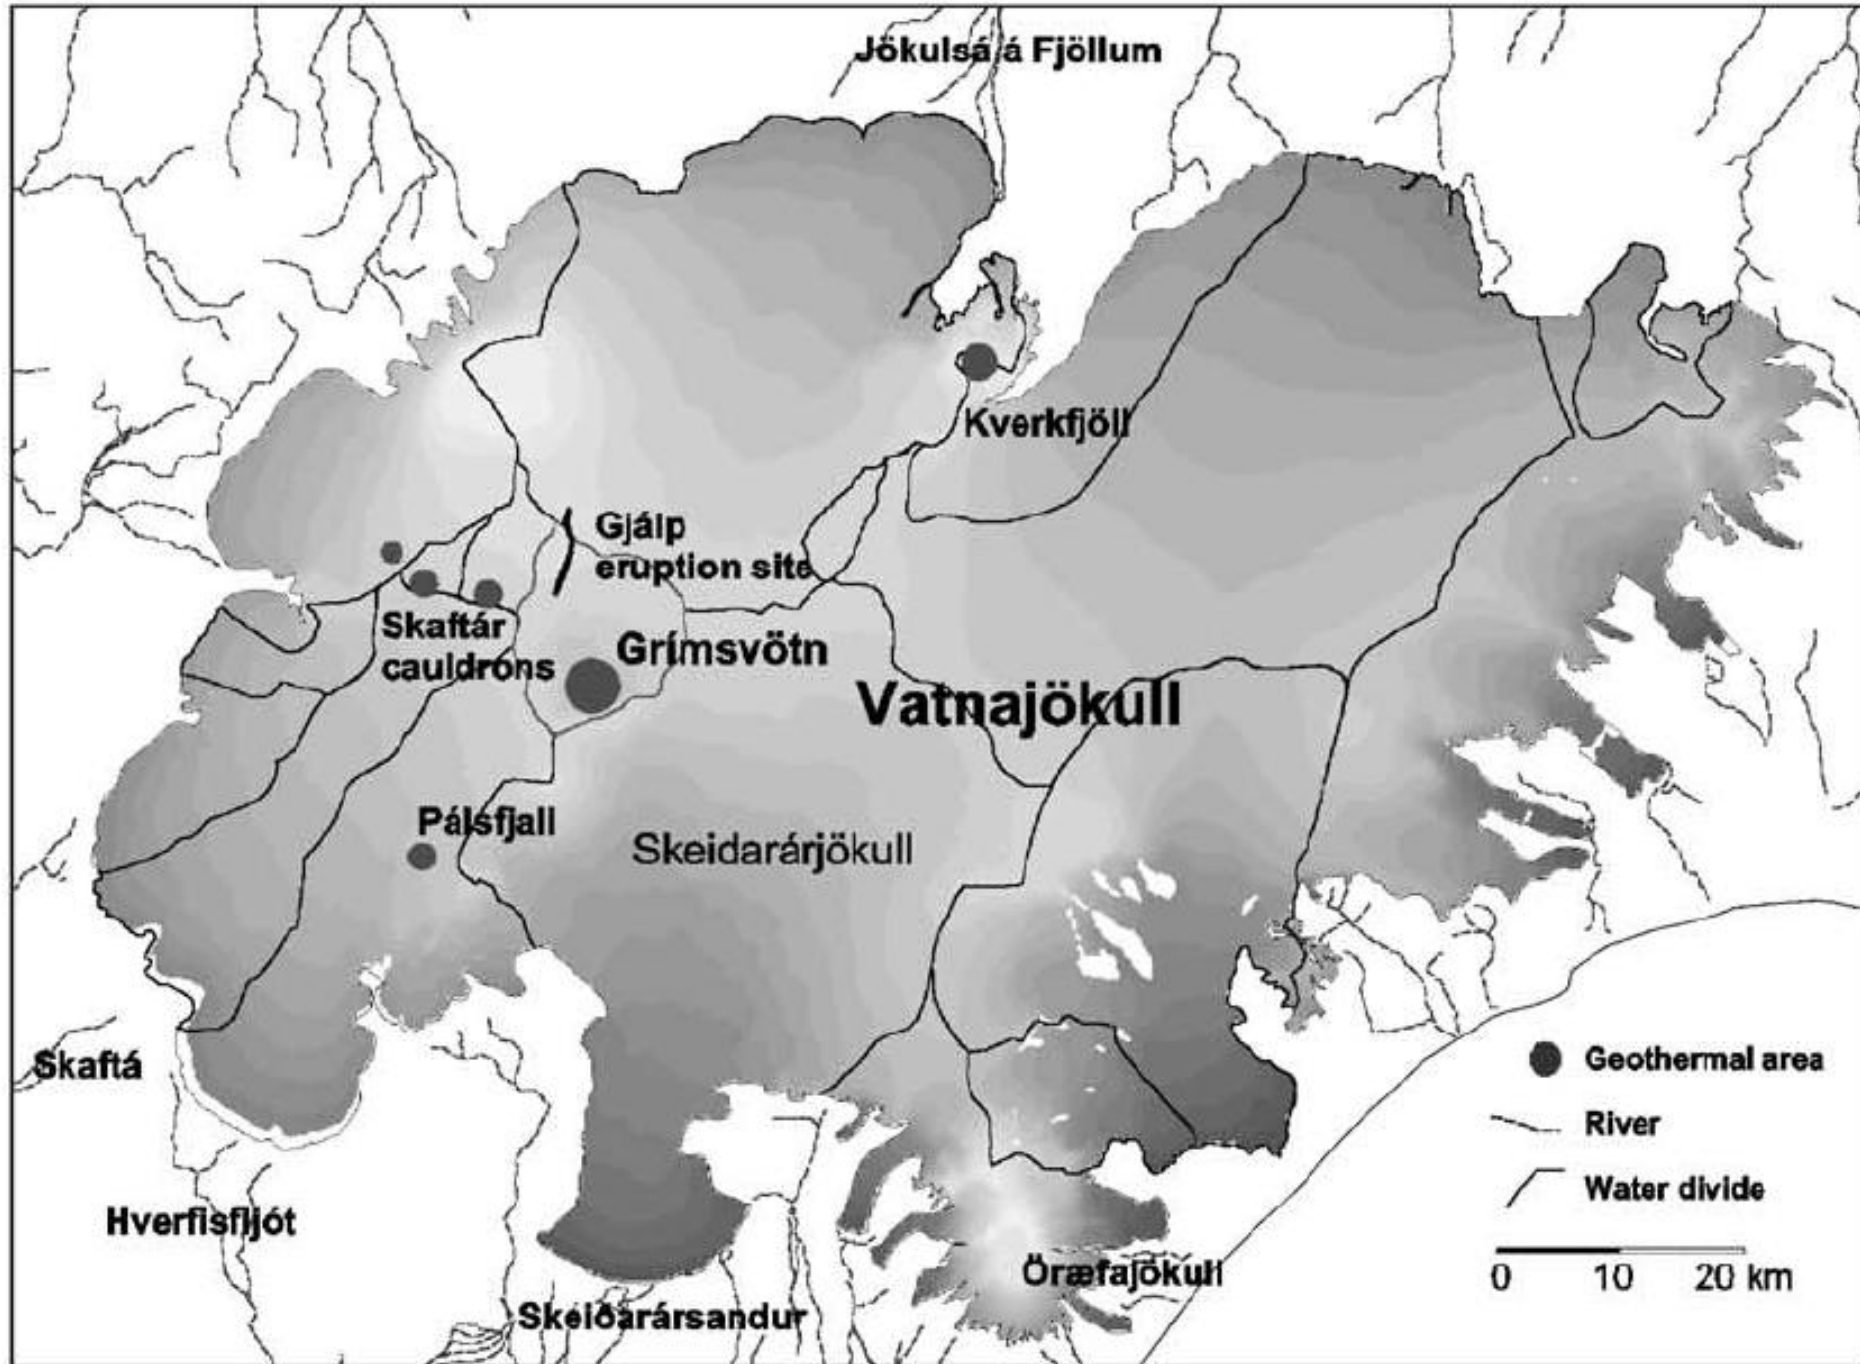 Jökulsá á Fjöllum
Kverkfjöll
Gjálp
eruption site
Skaftár
cauldrons
Grímsvötn
Vatnajökull
Pálsfjall
Skeidarárjökull
Skaftá
Geothermal area
River
Water divide
Hverfisfljót
0 10 20 km
Öræfajökull
Skeiðarársandur